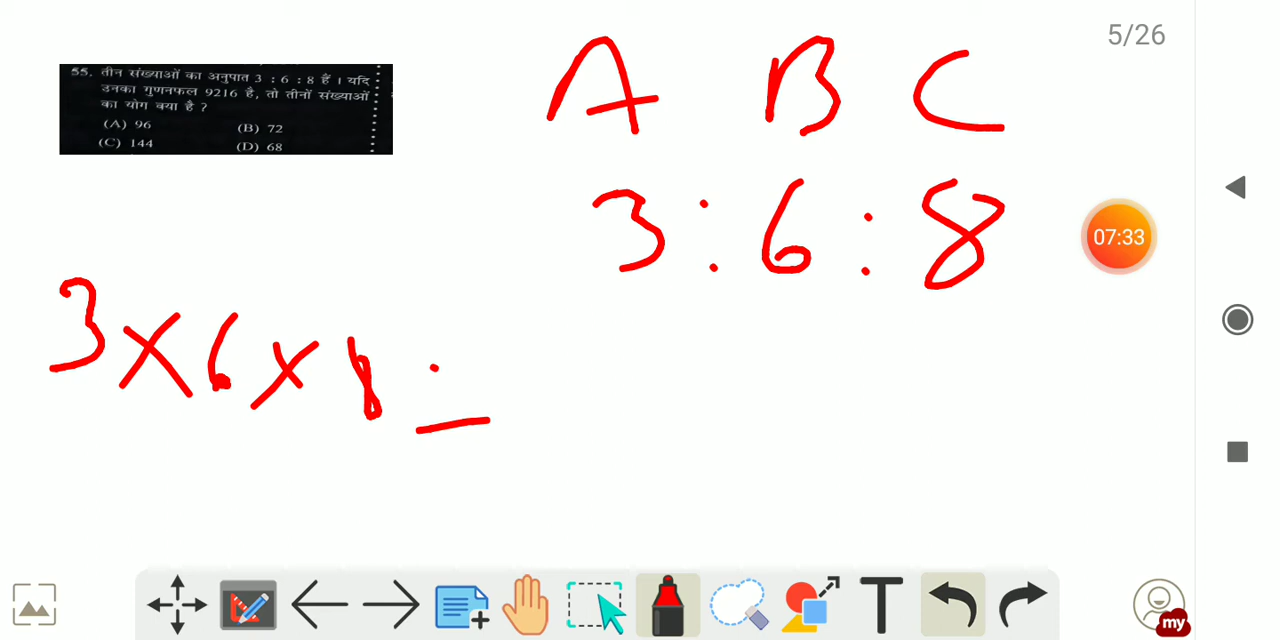 5/26
A B C
55. तीन संख्याओं का अनुपात 3 : 6 : 8 है । यदि
उनका गुणनफल 9216 है, तो तीनों संख्याओं
का योग क्या है ?
(A) 96 (B) 72
(C) 144 (D) 68
3 : 6 : 8
07:33
3 × 6 × 8
T
my